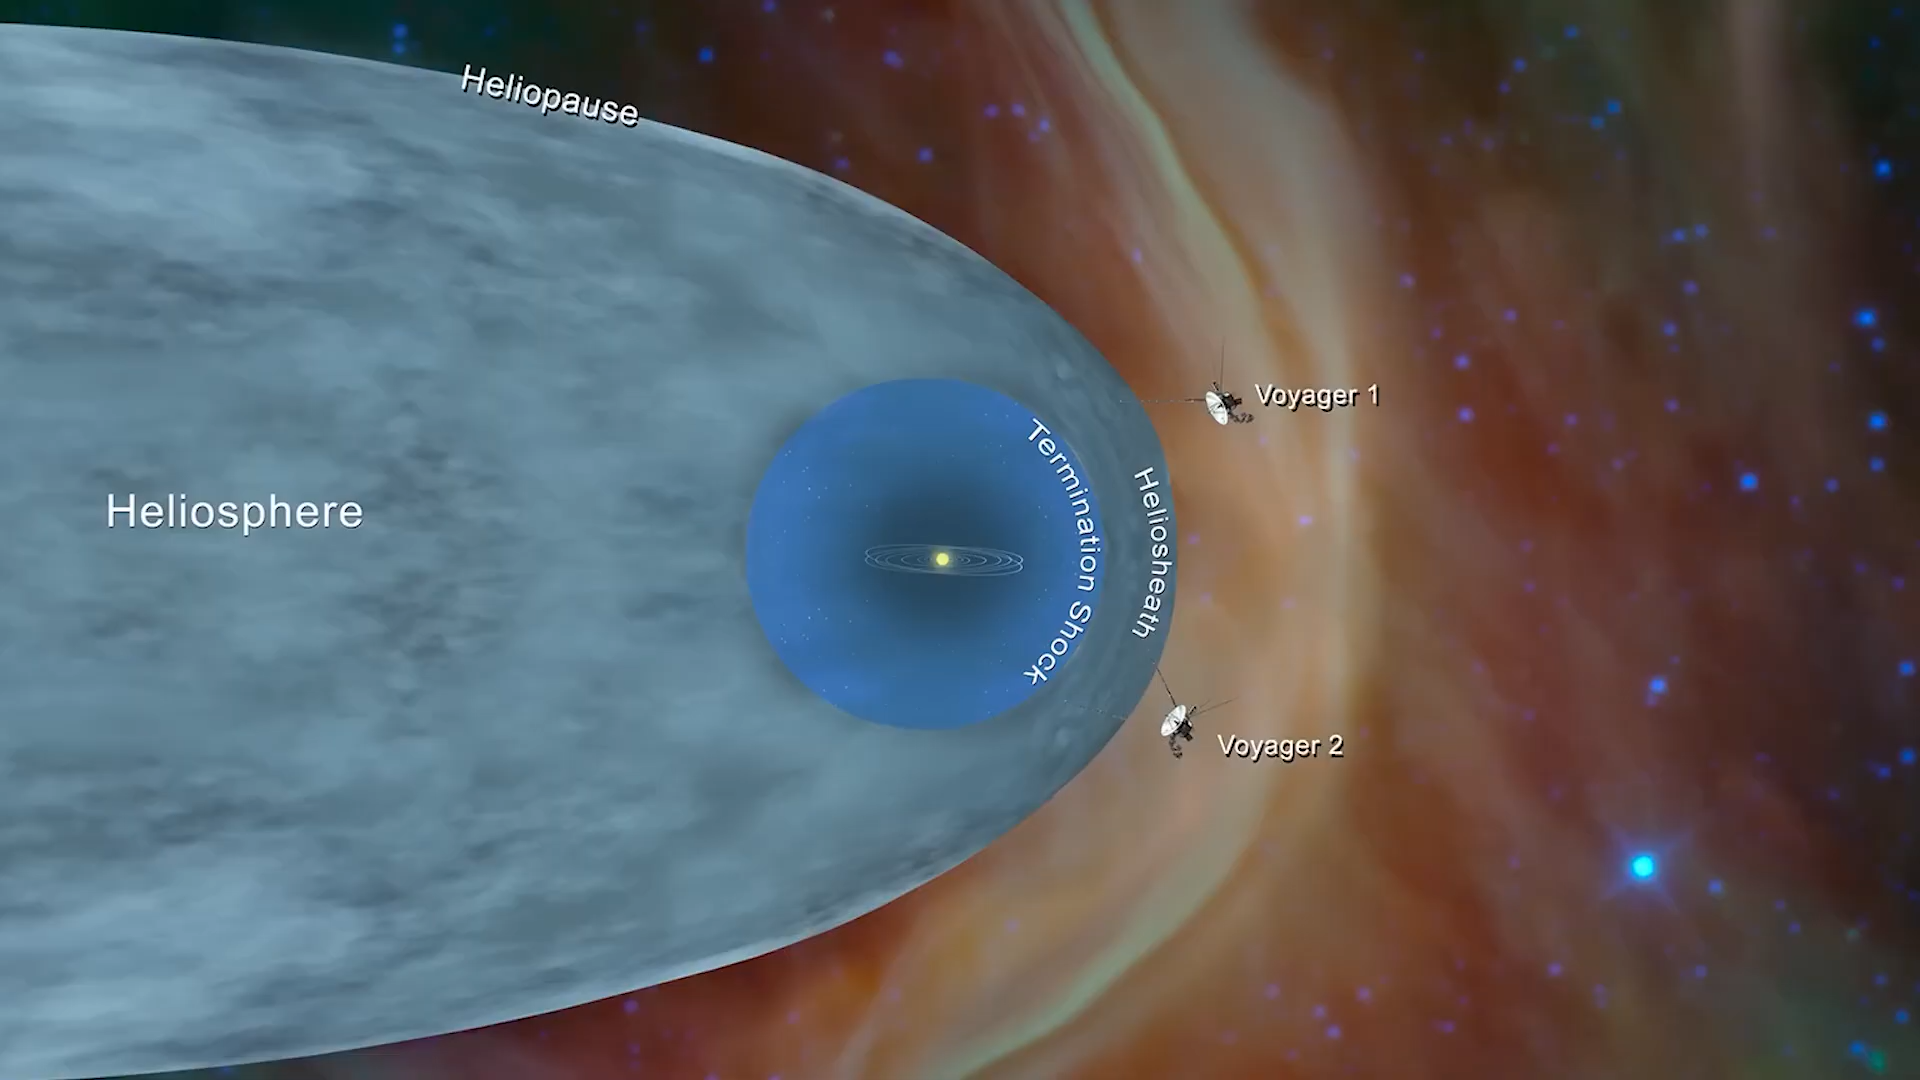 Heliopause
Voyager 1
Termination Shock
Heliosheath
Heliosphere
Voyager 2